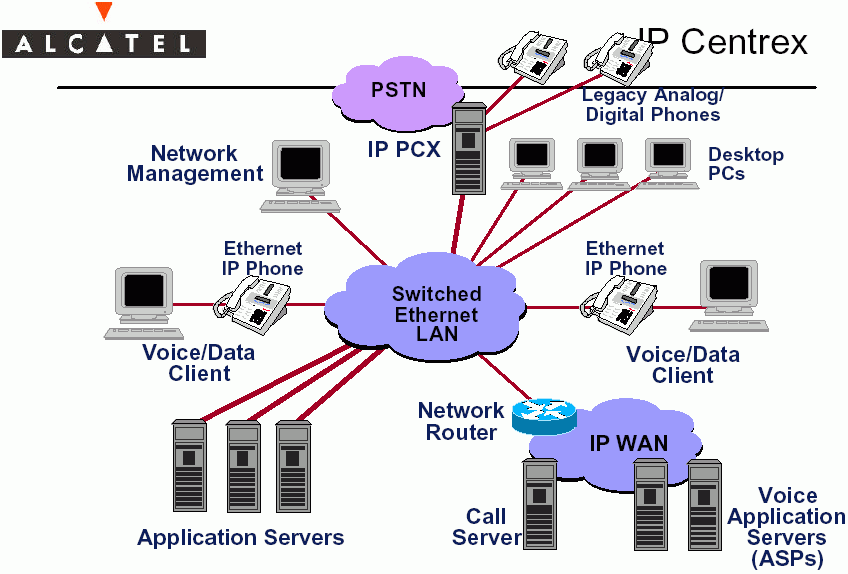 ALCATEL
IP Centrex
PSTN
Legacy Analog/
Digital Phones
IP PCX
Network
Management
Desktop
PCs
Ethernet
IP Phone
Ethernet
IP Phone
Switched
Ethernet
LAN
Voice/Data
Client
Voice/Data
Client
Network
Router
IP WAN
Application Servers
Call
Server
Voice
Application
Servers
(ASPs)